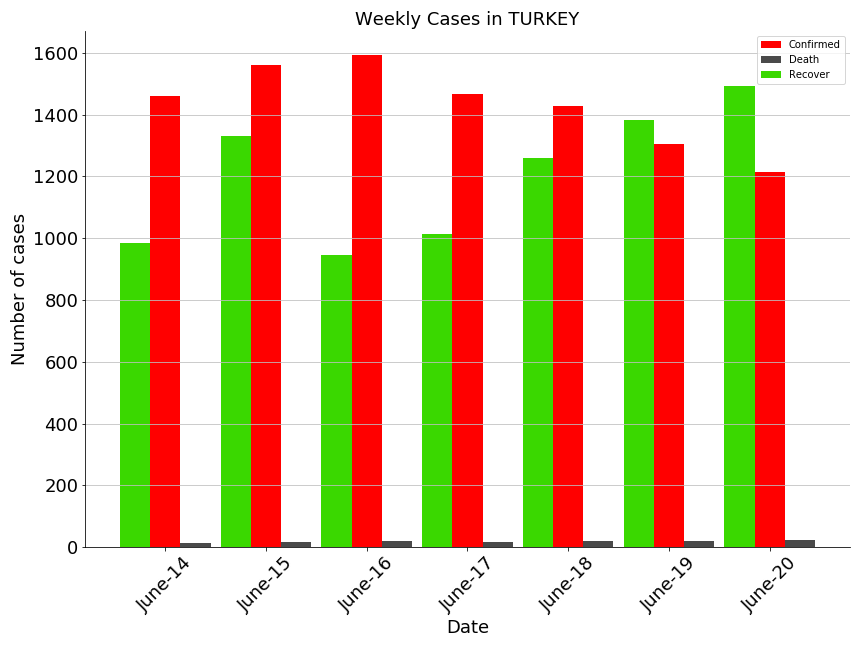 Weekly Cases in TURKEY
Confirmed
Death
Recover
Number of cases
1600
1400
1200
1000
800
600
400
200
0
June-14
June-15
June-16
June-17
June-18
June-19
June-20
Date